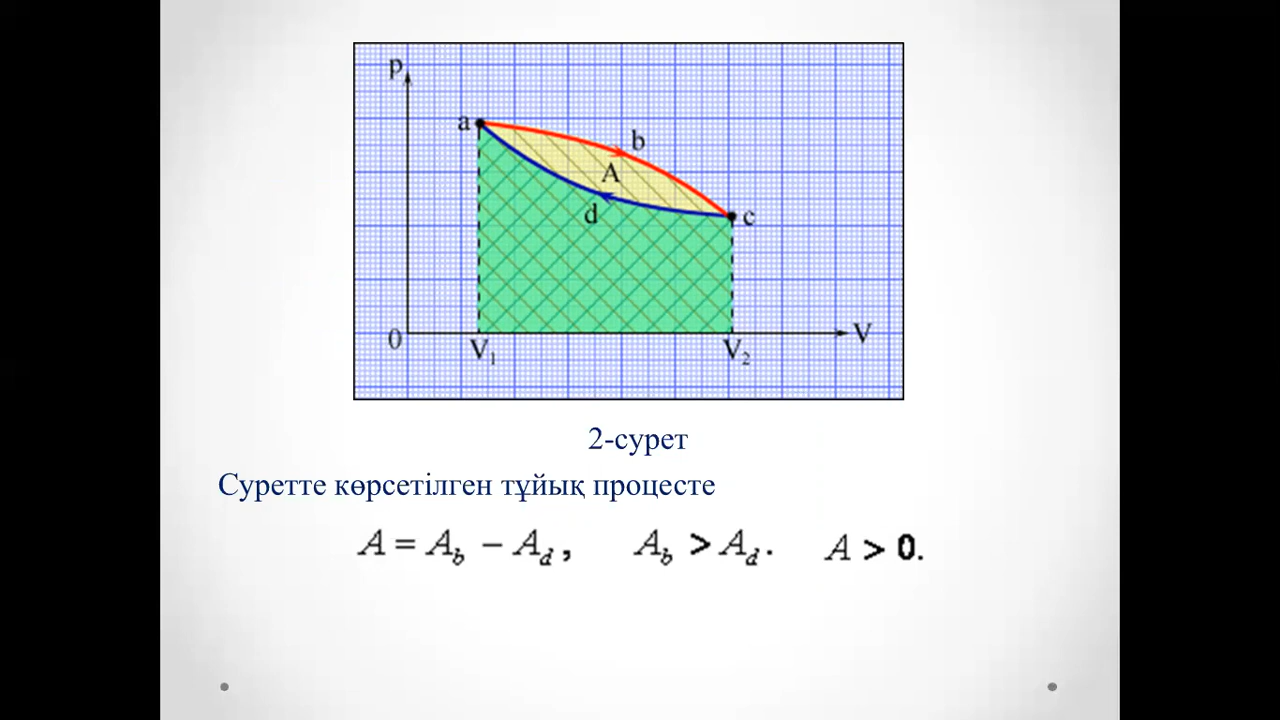 p
a
b
A
d
c
0
V₁
V₂
V
2-сурет
Суретте көрсетілген тұйық процесте
A = A_b − A_d, A_b > A_d. A > 0.